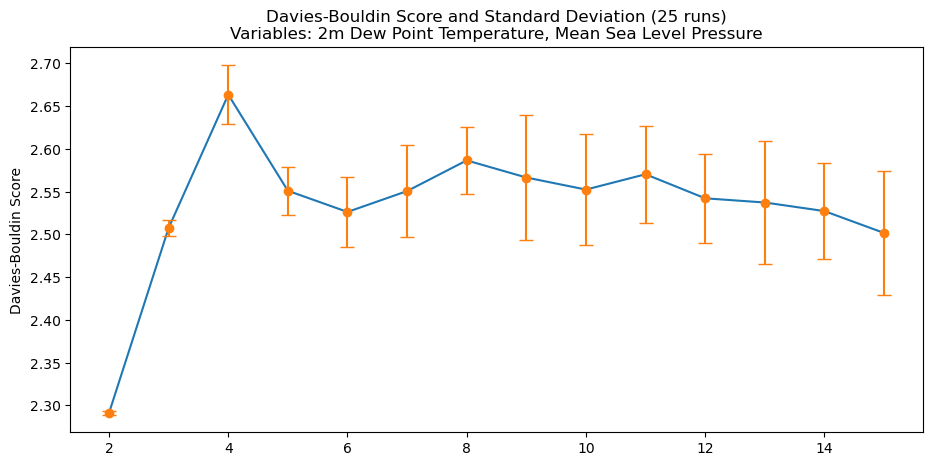 Davies-Bouldin Score and Standard Deviation (25 runs)
Variables: 2m Dew Point Temperature, Mean Sea Level Pressure
Davies-Bouldin Score
2.70
2.65
2.60
2.55
2.50
2.45
2.40
2.35
2.30
2 4 6 8 10 12 14